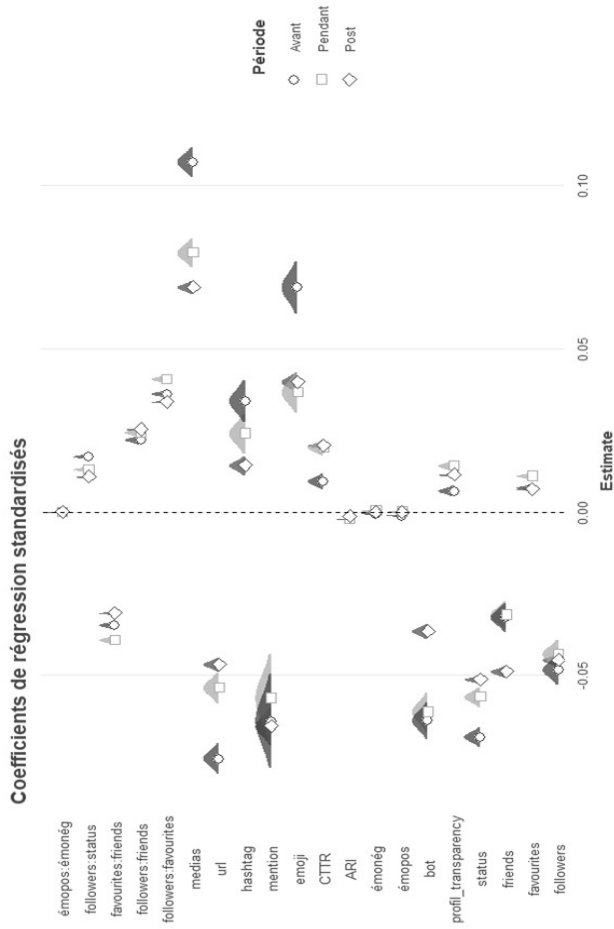 Coefficients de régression standardisés
émopos:émonég
followers:status
favourites:friends
followers:friends
followers:favourites
medias
url
hashtag
mention
emoji
CTTR
ARI
émonég
émopos
bot
profil_transparency
status
friends
favourites
followers
-0.05
0.00
0.05
0.10
Estimate
Période
Avant
Pendant
Post